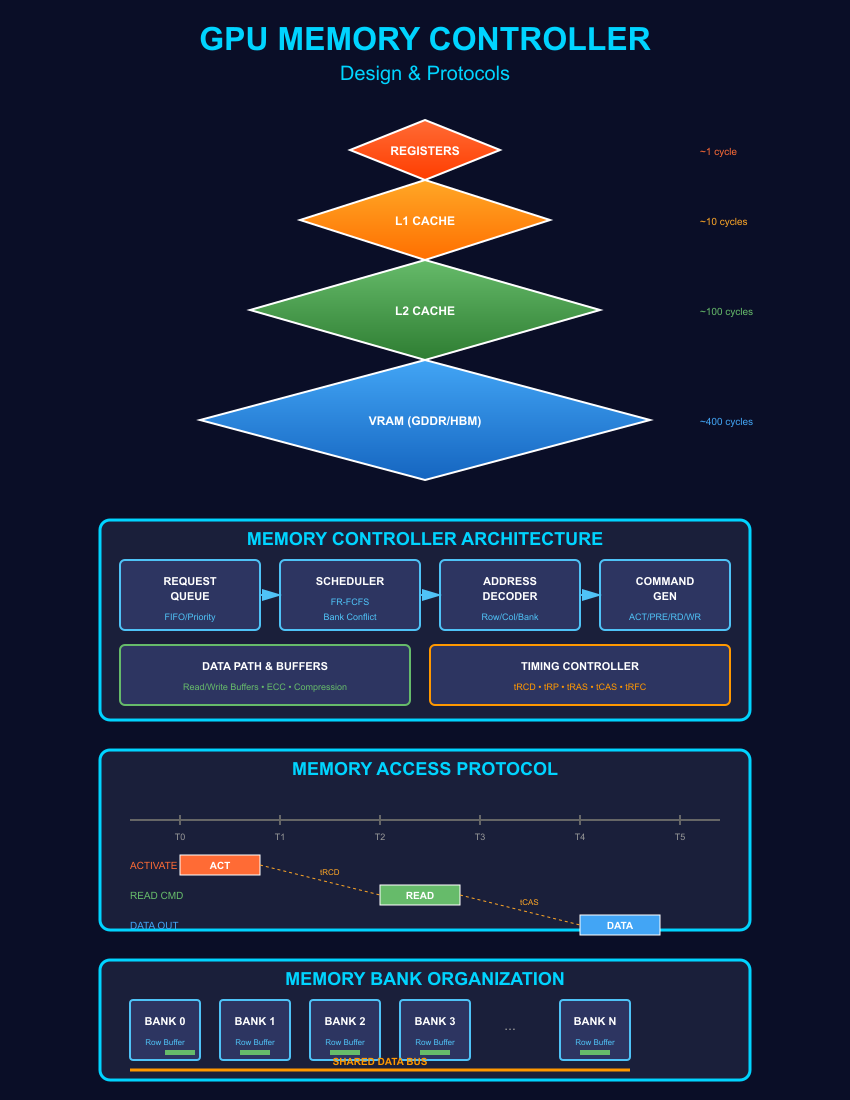 GPU MEMORY CONTROLLER
Design & Protocols
REGISTERS
~1 cycle
L1 CACHE
~10 cycles
L2 CACHE
~100 cycles
VRAM (GDDR/HBM)
~400 cycles
MEMORY CONTROLLER ARCHITECTURE
REQUEST
QUEUE
FIFO/Priority
SCHEDULER
FR-FCFS
Bank Conflict
ADDRESS
DECODER
Row/Col/Bank
COMMAND
GEN
ACT/PRE/RD/WR
DATA PATH & BUFFERS
Read/Write Buffers • ECC • Compression
TIMING CONTROLLER
tRCD • tRP • tRAS • tCAS • tRFC
MEMORY ACCESS PROTOCOL
T0 T1 T2 T3 T4 T5
ACTIVATE ACT
tRCD
READ CMD READ
tCAS
DATA OUT DATA
MEMORY BANK ORGANIZATION
BANK 0
Row Buffer
BANK 1
Row Buffer
BANK 2
Row Buffer
BANK 3
Row Buffer
...
BANK N
Row Buffer
SHARED DATA BUS